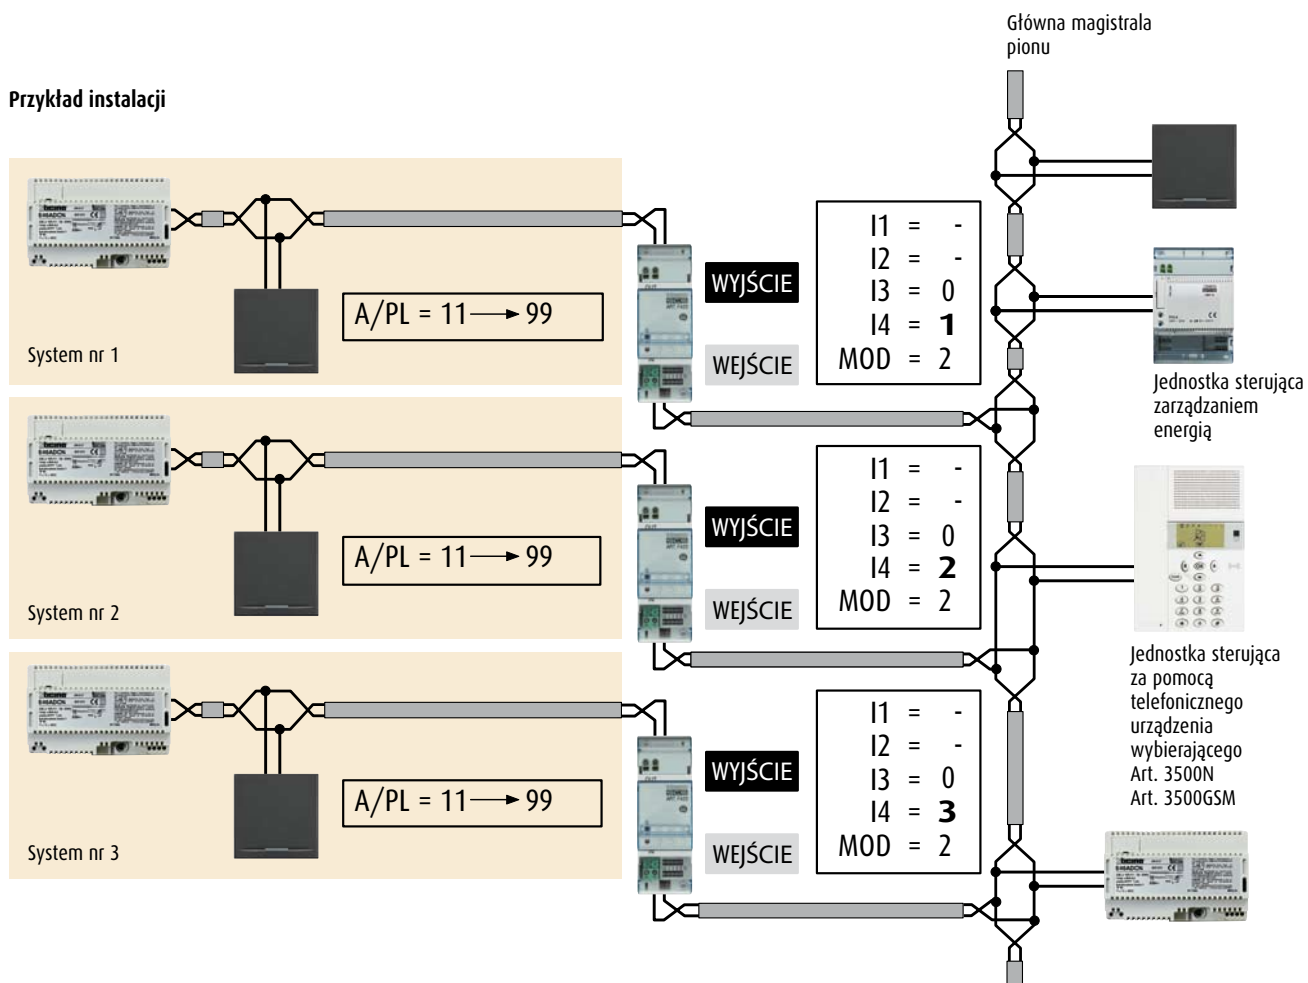 Główna magistrala
pionu
Przykład instalacji
System nr 1
A/PL = 11 → 99
WYJŚCIE
WEJŚCIE
I1 = -
I2 = -
I3 = 0
I4 = 1
MOD = 2
Jednostka sterująca
zarządzaniem
energią
System nr 2
A/PL = 11 → 99
WYJŚCIE
WEJŚCIE
I1 = -
I2 = -
I3 = 0
I4 = 2
MOD = 2
Jednostka sterująca
za pomocą
telefonicznego
urządzenia
wybierającego
Art. 3500N
Art. 3500GSM
System nr 3
A/PL = 11 → 99
WYJŚCIE
WEJŚCIE
I1 = -
I2 = -
I3 = 0
I4 = 3
MOD = 2